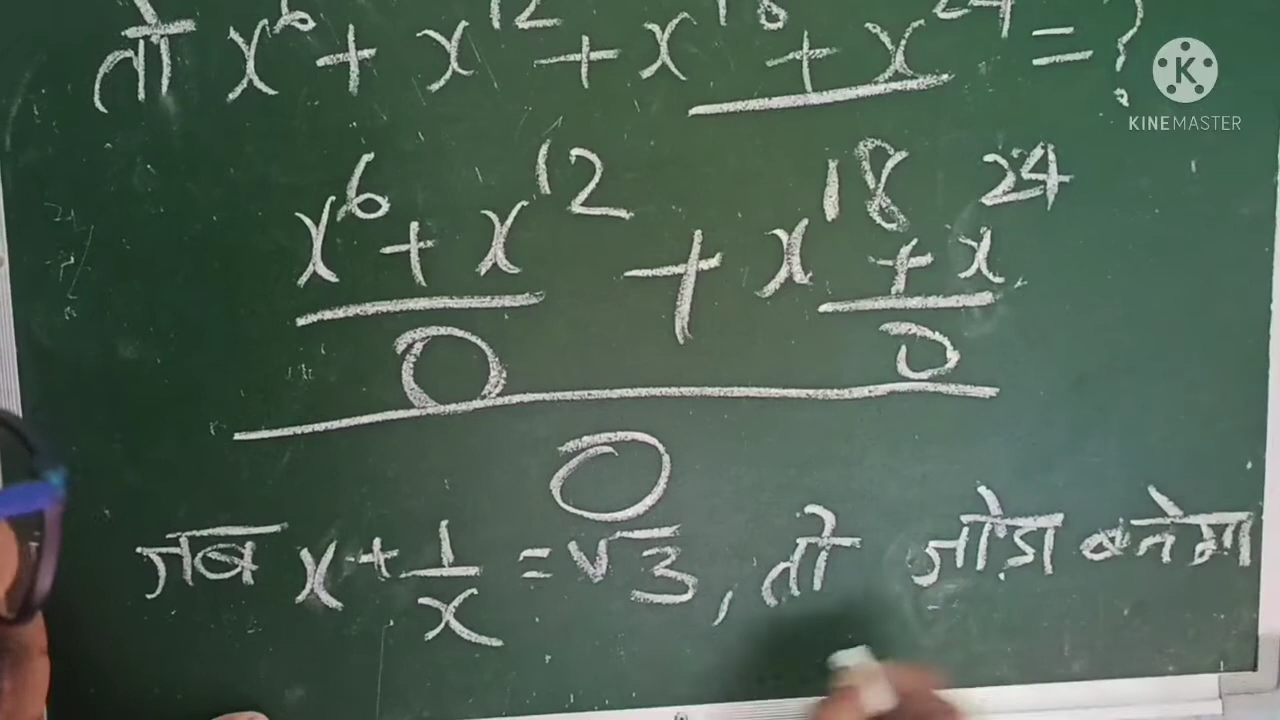 तो x⁶ + x¹² + x¹⁸ + x²⁴ = ?
K
KINEMASTER
x⁶ + x¹² + x¹⁸ + x²⁴
0 0
0
जब x + 1/x = √3, तो जोड़ा बनेगा